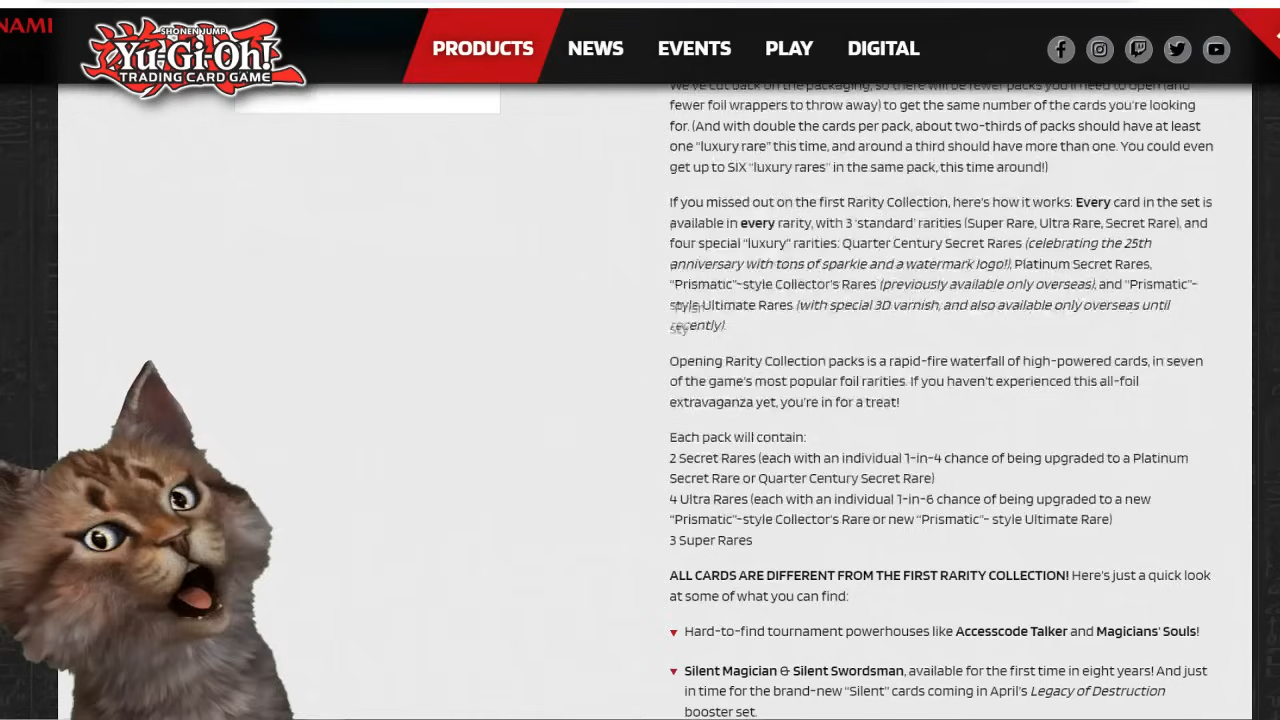 NAMI
SHONEN JUMP
Yu-Gi-Oh!
TRADING CARD GAME
PRODUCTS NEWS EVENTS PLAY DIGITAL
We've cut back on the packaging, so there will be fewer packs you'll need to open (and
fewer foil wrappers to throw away) to get the same number of the cards you're looking
for. (And with double the cards per pack, about two-thirds of packs should have at least
one "luxury rare" this time, and around a third should have more than one. You could even
get up to SIX "luxury rares" in the same pack, this time around!)
If you missed out on the first Rarity Collection, here's how it works: Every card in the set is
available in every rarity, with 3 'standard' rarities (Super Rare, Ultra Rare, Secret Rare), and
four special "luxury" rarities: Quarter Century Secret Rares (celebrating the 25th
anniversary with tons of sparkle and a watermark logo!), Platinum Secret Rares,
"Prismatic"-style Collector's Rares (previously available only overseas), and "Prismatic"-
style Ultimate Rares (with special 3D varnish, and also available only overseas until
recently).
Opening Rarity Collection packs is a rapid-fire waterfall of high-powered cards, in seven
of the game's most popular foil rarities. If you haven't experienced this all-foil
extravaganza yet, you're in for a treat!
Each pack will contain:
2 Secret Rares (each with an individual 1-in-4 chance of being upgraded to a Platinum
Secret Rare or Quarter Century Secret Rare)
4 Ultra Rares (each with an individual 1-in-6 chance of being upgraded to a new
"Prismatic"-style Collector's Rare or new "Prismatic"- style Ultimate Rare)
3 Super Rares
ALL CARDS ARE DIFFERENT FROM THE FIRST RARITY COLLECTION! Here's just a quick look
at some of what you can find:
Hard-to-find tournament powerhouses like Accesscode Talker and Magicians' Souls!
Silent Magician & Silent Swordsman, available for the first time in eight years! And just
in time for the brand-new "Silent" cards coming in April's Legacy of Destruction
booster set.